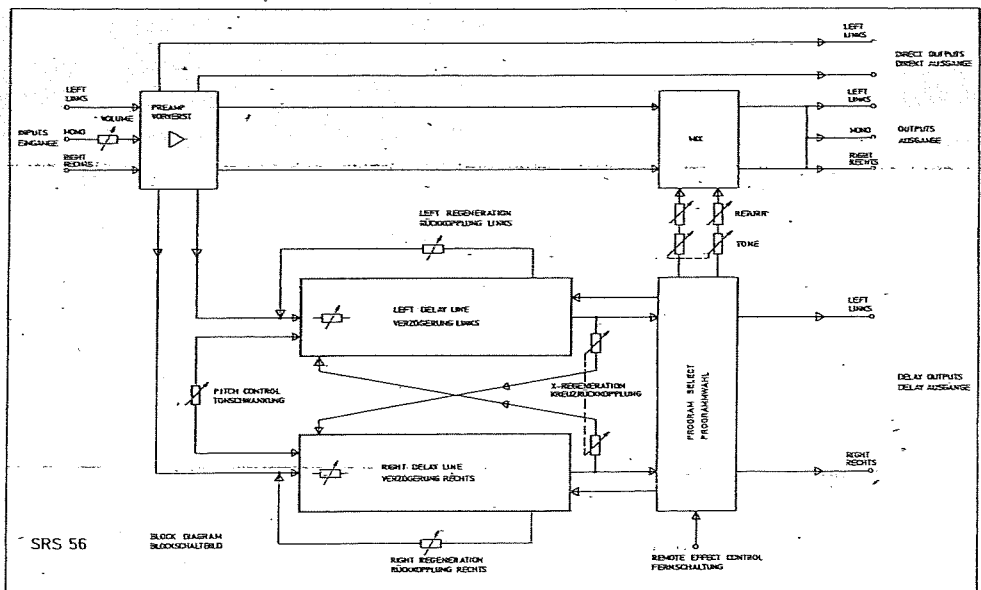 LEFT
LINKS
DIRECT OUTPUTS
DIREKT AUSGÄNGE
LEFT
LINKS
PREAMP
VORVERST
LEFT
LINKS
VOLUME
INPUTS
EINGÄNGE
MONO
RIGHT
RECHTS
MIX
MONO
OUTPUTS
AUSGÄNGE
RIGHT
RECHTS
LEFT REGENERATION
RÜCKKOPPLUNG LINKS
RETURN
TONE
LEFT DELAY LINE
VERZÖGERUNG LINKS
LEFT
LINKS
PITCH CONTROL
TONSCHWANKUNG
X-REGENERATION
KREUZRÜCKKOPPLUNG
PROGRAM SELECT
PROGRAMMWAHL
DELAY OUTPUTS
DELAY AUSGÄNGE
RIGHT DELAY LINE
VERZÖGERUNG RECHTS
RIGHT
RECHTS
SRS 56
BLOCK DIAGRAM
BLOCKSCHALTBILD
RIGHT REGENERATION
RÜCKKOPPLUNG RECHTS
REMOTE EFFECT CONTROL
FERNSCHALTUNG